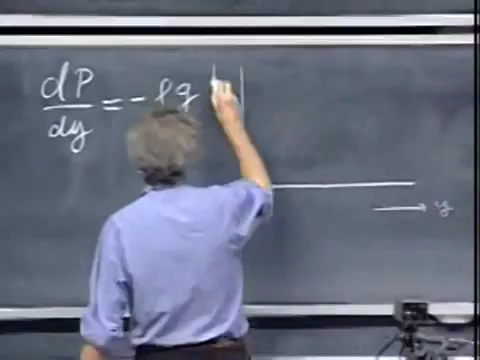 dP/dy = -ρg
y